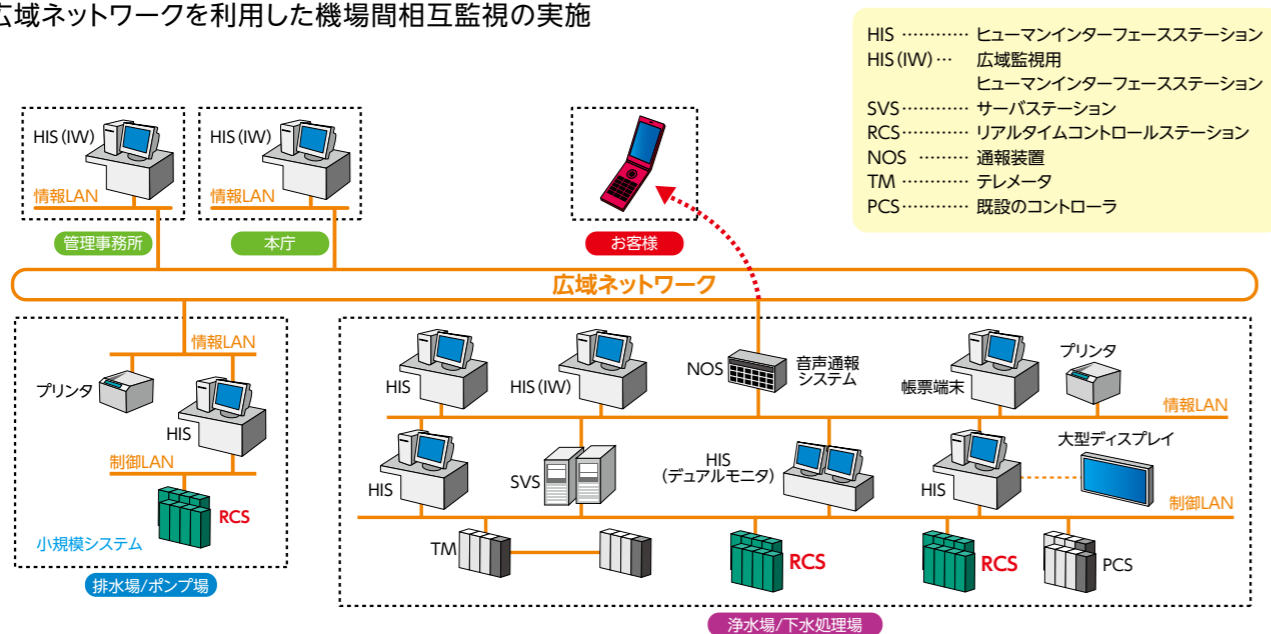 広域ネットワークを利用した機場間相互監視の実施
HIS ………… ヒューマンインターフェースステーション
HIS(IW)… 広域監視用
ヒューマンインターフェースステーション
SVS………… サーバステーション
RCS………… リアルタイムコントロールステーション
NOS ……… 通報装置
TM ………… テレメータ
PCS………… 既設のコントローラ
HIS(IW)
情報LAN
管理事務所
HIS(IW)
情報LAN
本庁
お客様
広域ネットワーク
情報LAN
プリンタ
HIS
制御LAN
RCS
小規模システム
排水場/ポンプ場
HIS
HIS(IW)
NOS
音声通報
システム
帳票端末
プリンタ
情報LAN
HIS
SVS
HIS
(デュアルモニタ)
HIS
大型ディスプレイ
制御LAN
TM
RCS
RCS
PCS
浄水場/下水処理場